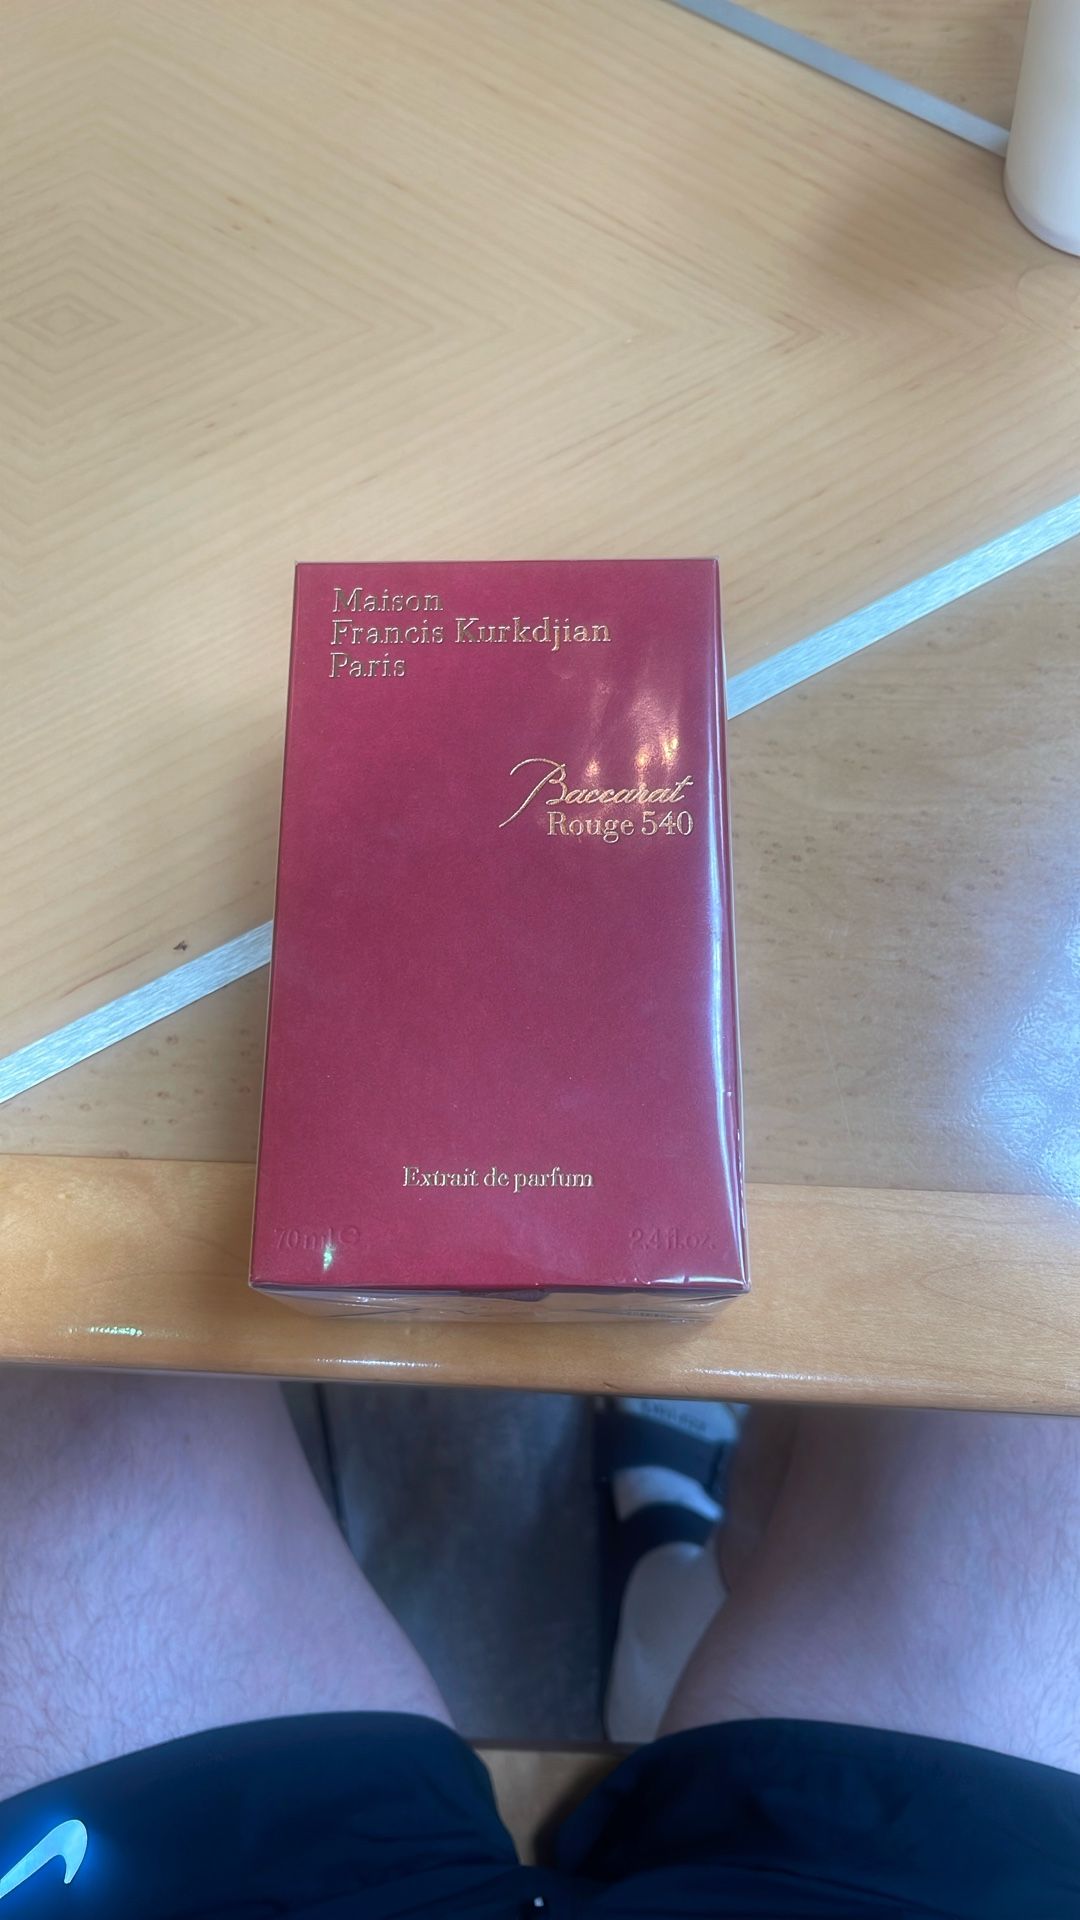 Maison
Francis Kurkdjian
Paris
Baccarat
Rouge 540
Extrait de parfum
70 ml e 2.4 fl.oz.